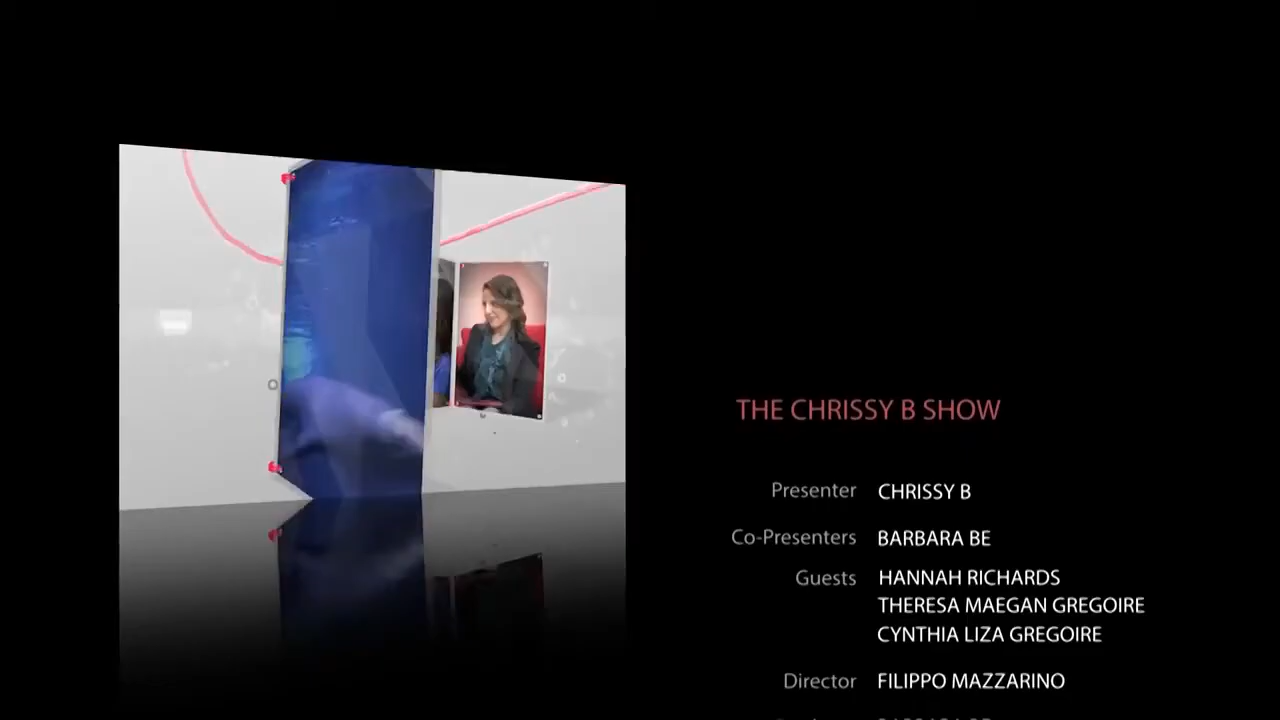 THE CHRISSY B SHOW
Presenter CHRISSY B
Co-Presenters BARBARA BE
Guests HANNAH RICHARDS
THERESA MAEGAN GREGOIRE
CYNTHIA LIZA GREGOIRE
Director FILIPPO MAZZARINO